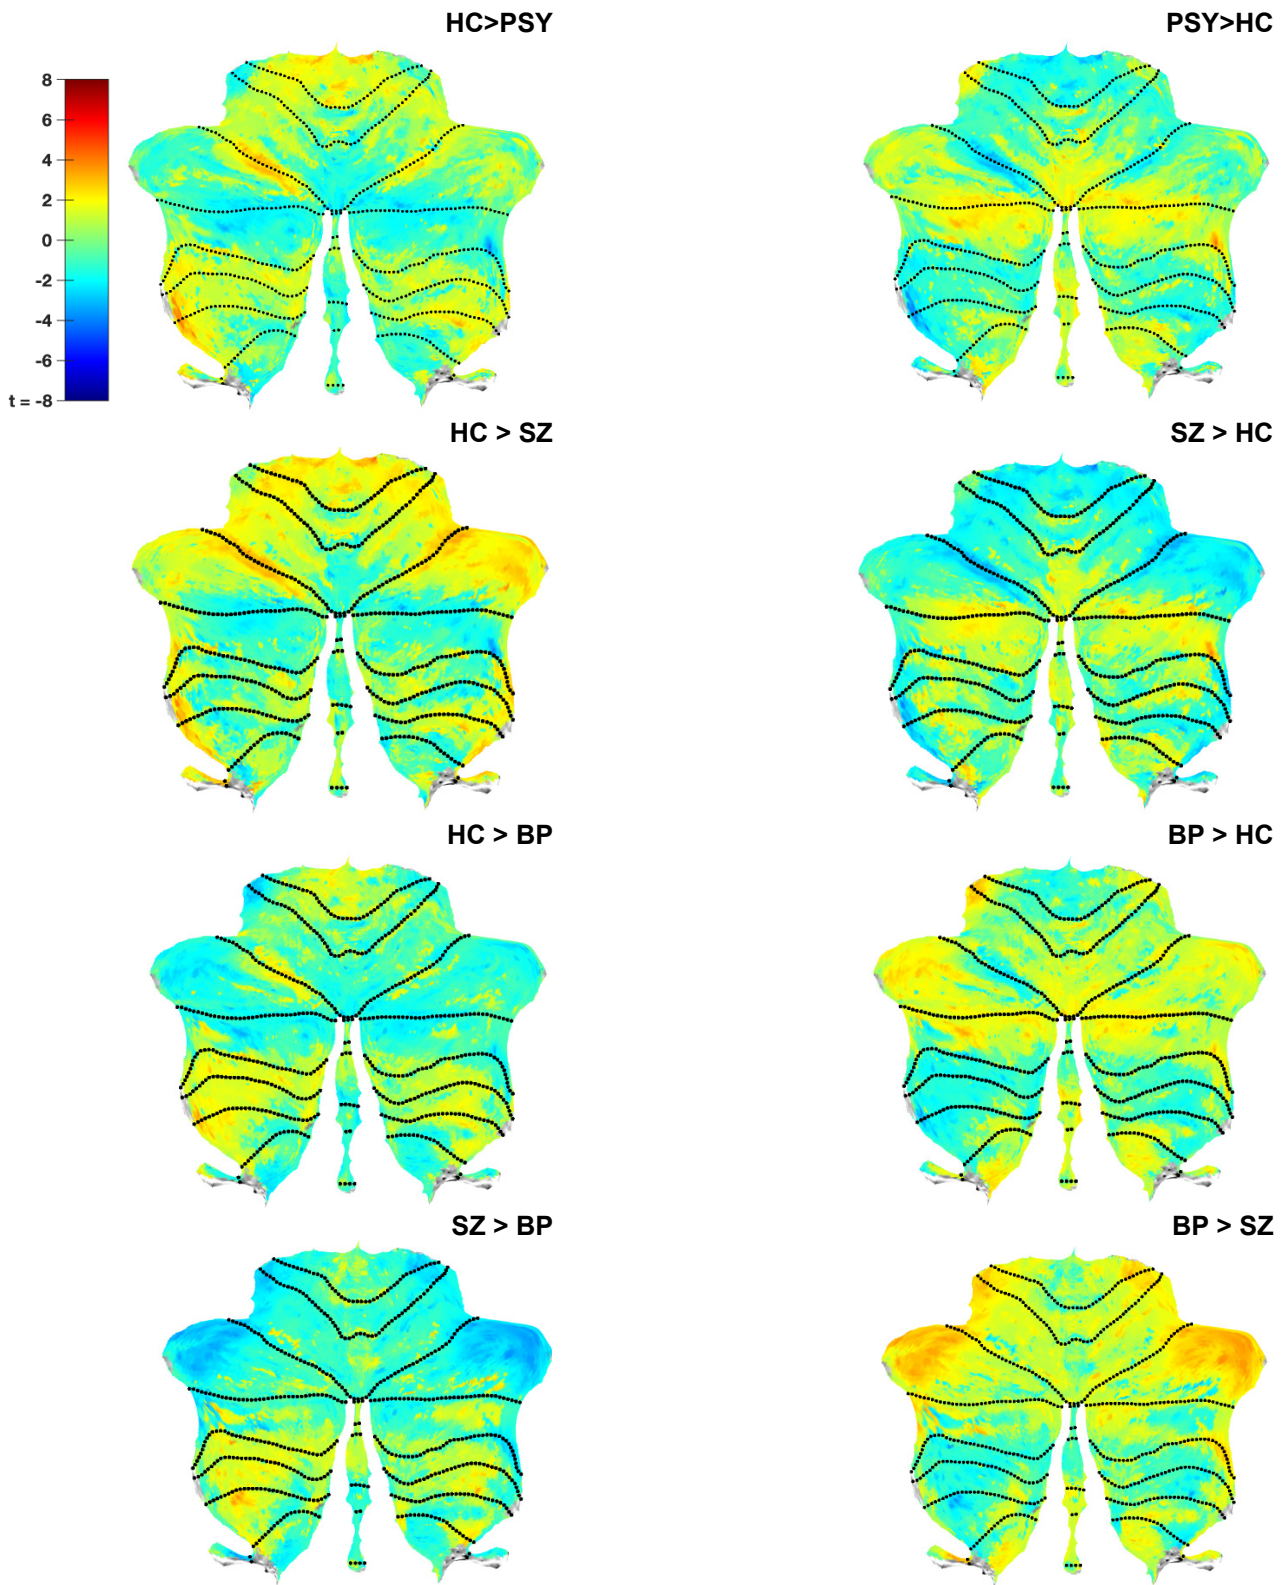 HC>PSY
PSY>HC
8
6
4
2
0
-2
-4
-6
t = -8
HC > SZ
SZ > HC
HC > BP
BP > HC
SZ > BP
BP > SZ